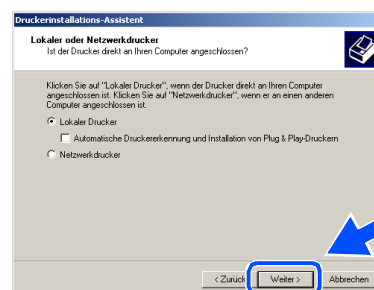 Druckerinstallations-Assistent
Lokaler oder Netzwerkdrucker
Ist der Drucker direkt an Ihren Computer angeschlossen?
Klicken Sie auf "Lokaler Drucker", wenn der Drucker direkt an Ihren Computer
angeschlossen ist. Klicken Sie auf "Netzwerkdrucker", wenn er an einen anderen
Computer angeschlossen ist.
Lokaler Drucker
Automatische Druckererkennung und Installation von Plug & Play-Druckern
Netzwerkdrucker
< Zurück Weiter > Abbrechen